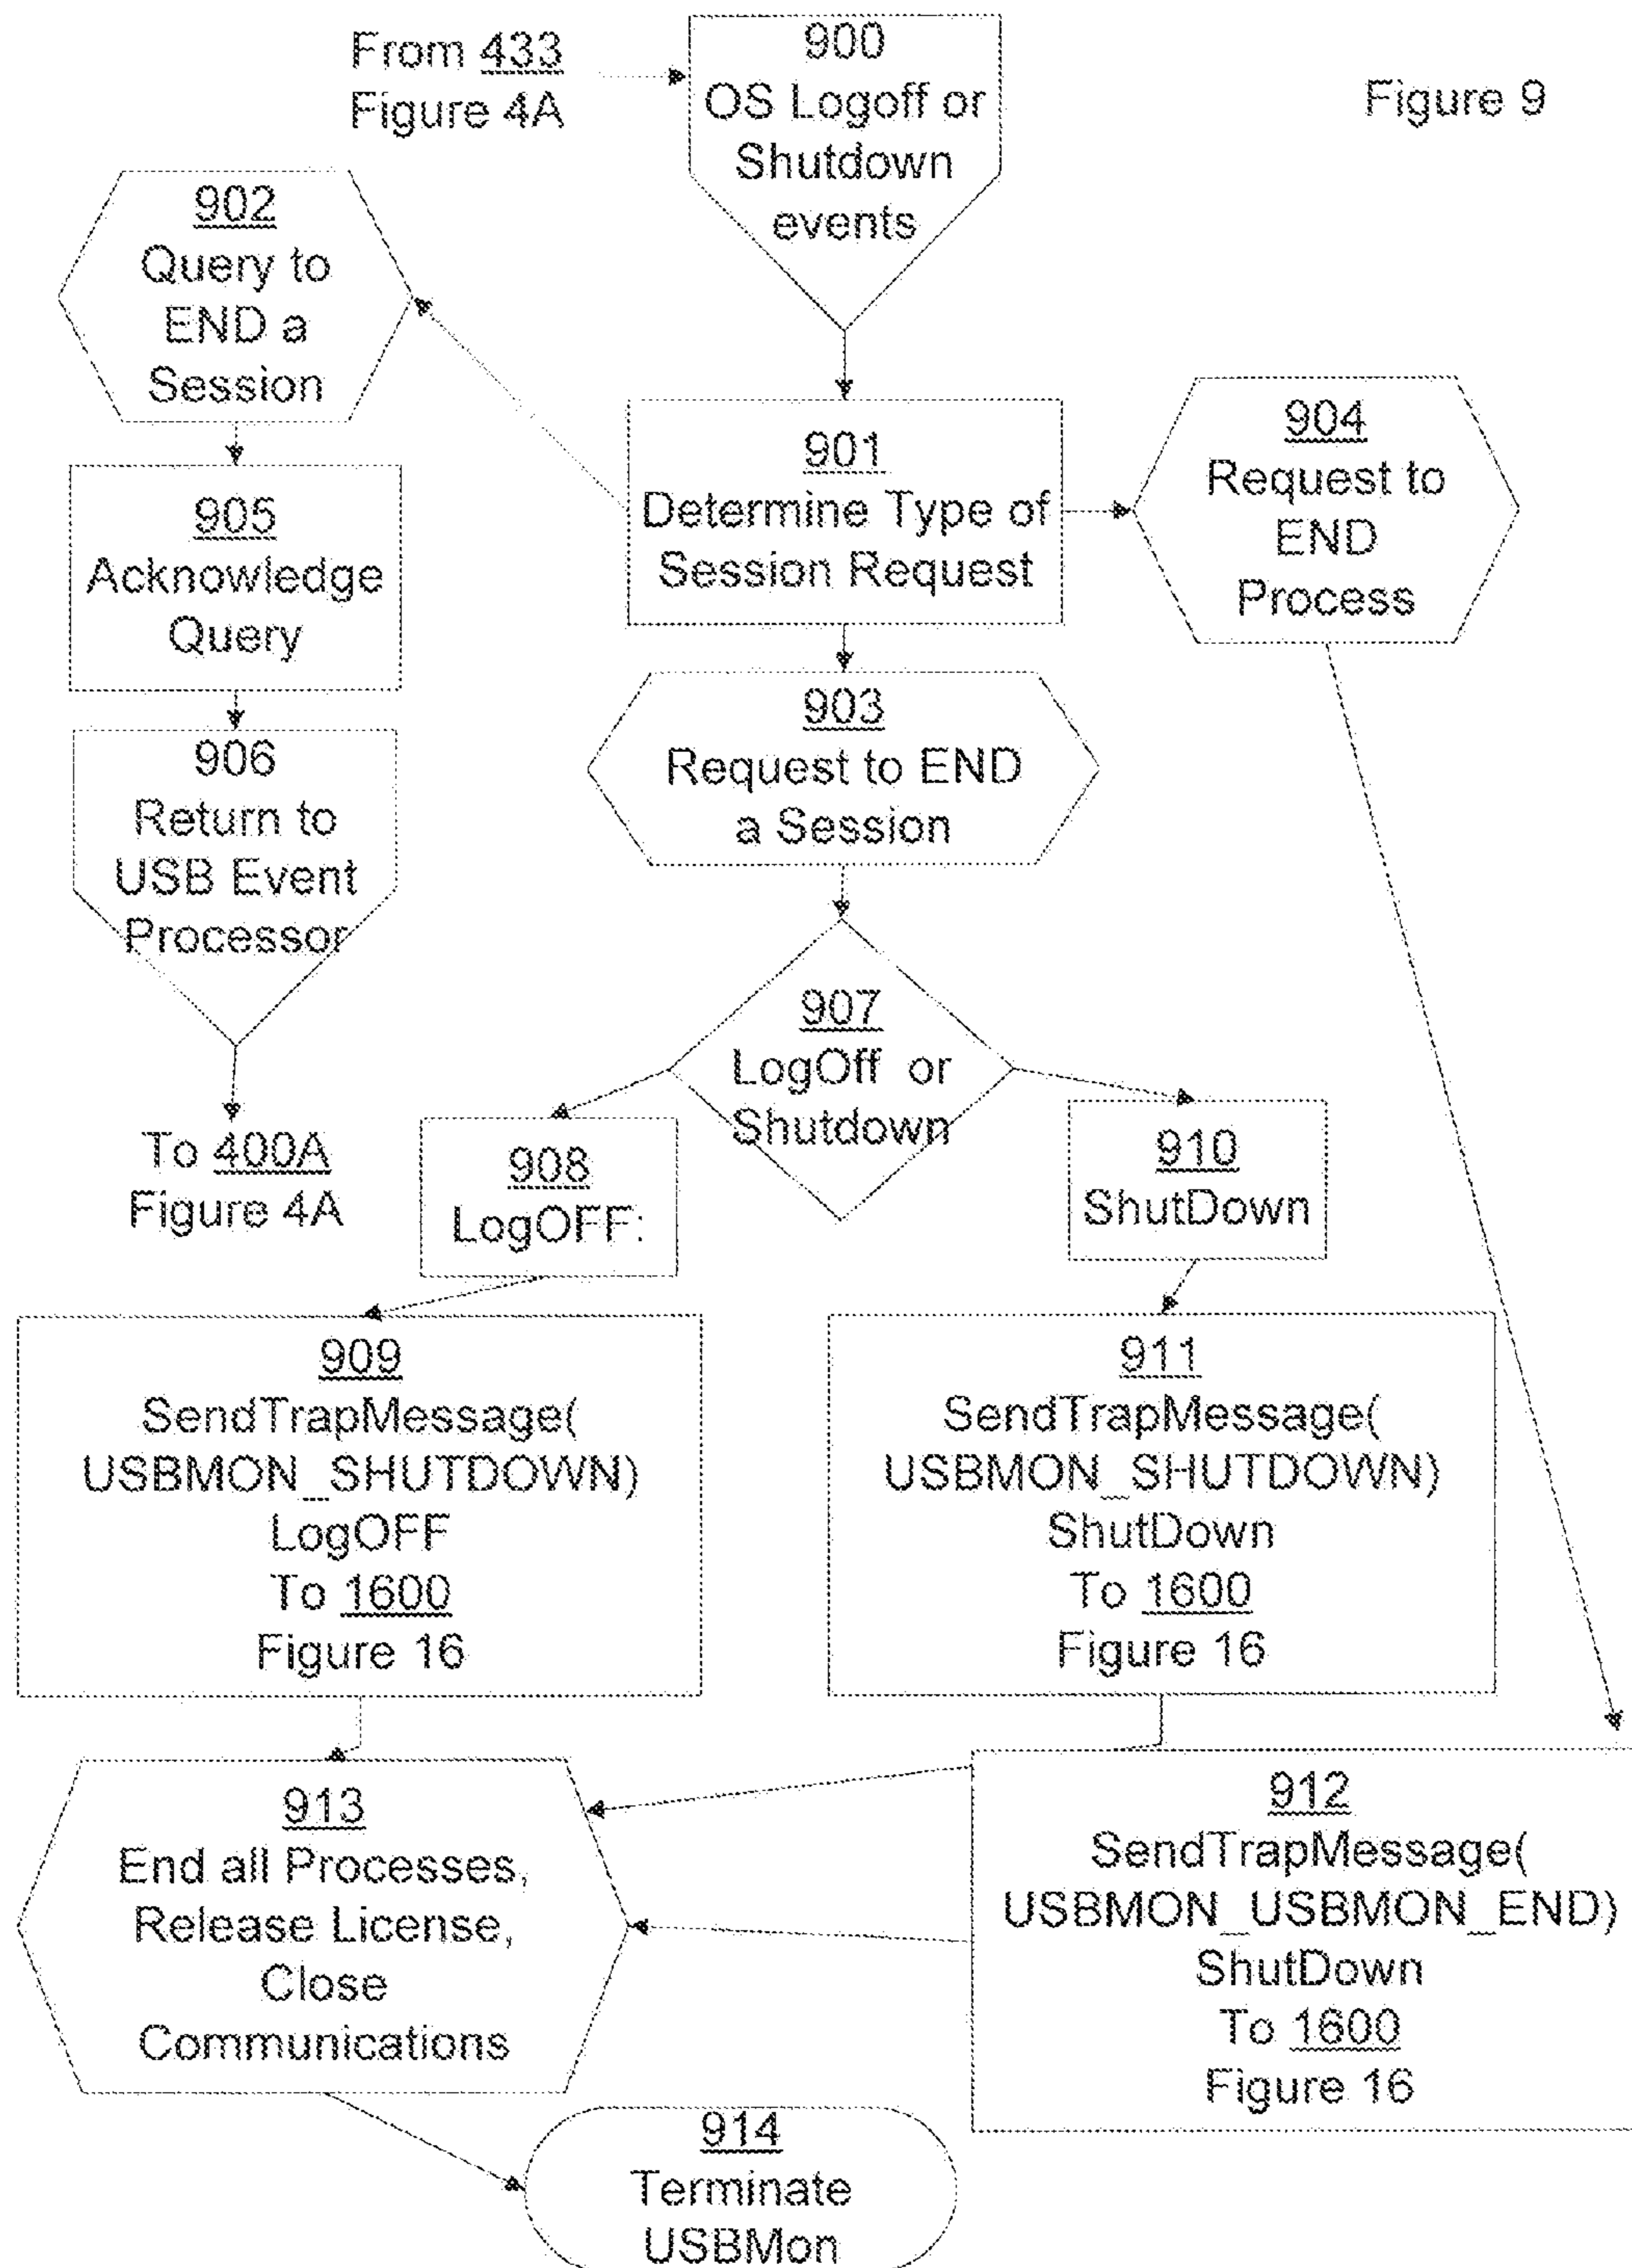 From 433
Figure 4A
900
OS Logoff or
Shutdown
events
Figure 9
902
Query to
END a
Session
901
Determine Type of
Session Request
904
Request to
END
Process
905
Acknowledge
Query
903
Request to END
a Session
906
Return to
USB Event
Processor
To 400A
Figure 4A
907
LogOff or
Shutdown
908
LogOFF:
910
ShutDown
909
SendTrapMessage(
USBMON_SHUTDOWN)
LogOFF
To 1600
Figure 16
911
SendTrapMessage(
USBMON_SHUTDOWN)
ShutDown
To 1600
Figure 16
913
End all Processes,
Release License,
Close
Communications
912
SendTrapMessage(
USBMON_USBMON_END)
ShutDown
To 1600
Figure 16
914
Terminate
USBMon